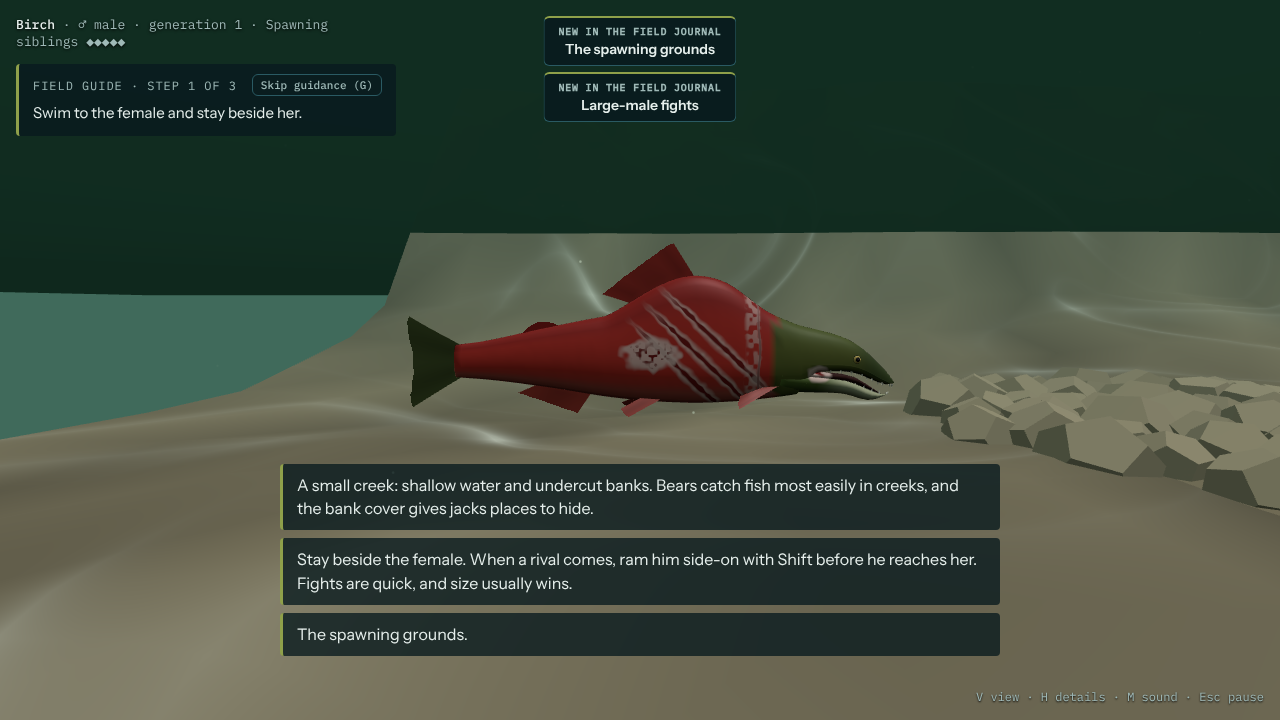 Birch · ♂ male · generation 1 · Spawning
siblings ◆◆◆◆◆
FIELD GUIDE · STEP 1 OF 3
Skip guidance (G)
Swim to the female and stay beside her.
NEW IN THE FIELD JOURNAL
The spawning grounds
NEW IN THE FIELD JOURNAL
Large-male fights
A small creek: shallow water and undercut banks. Bears catch fish most easily in creeks, and
the bank cover gives jacks places to hide.
Stay beside the female. When a rival comes, ram him side-on with Shift before he reaches her.
Fights are quick, and size usually wins.
The spawning grounds.
V view · H details · M sound · Esc pause